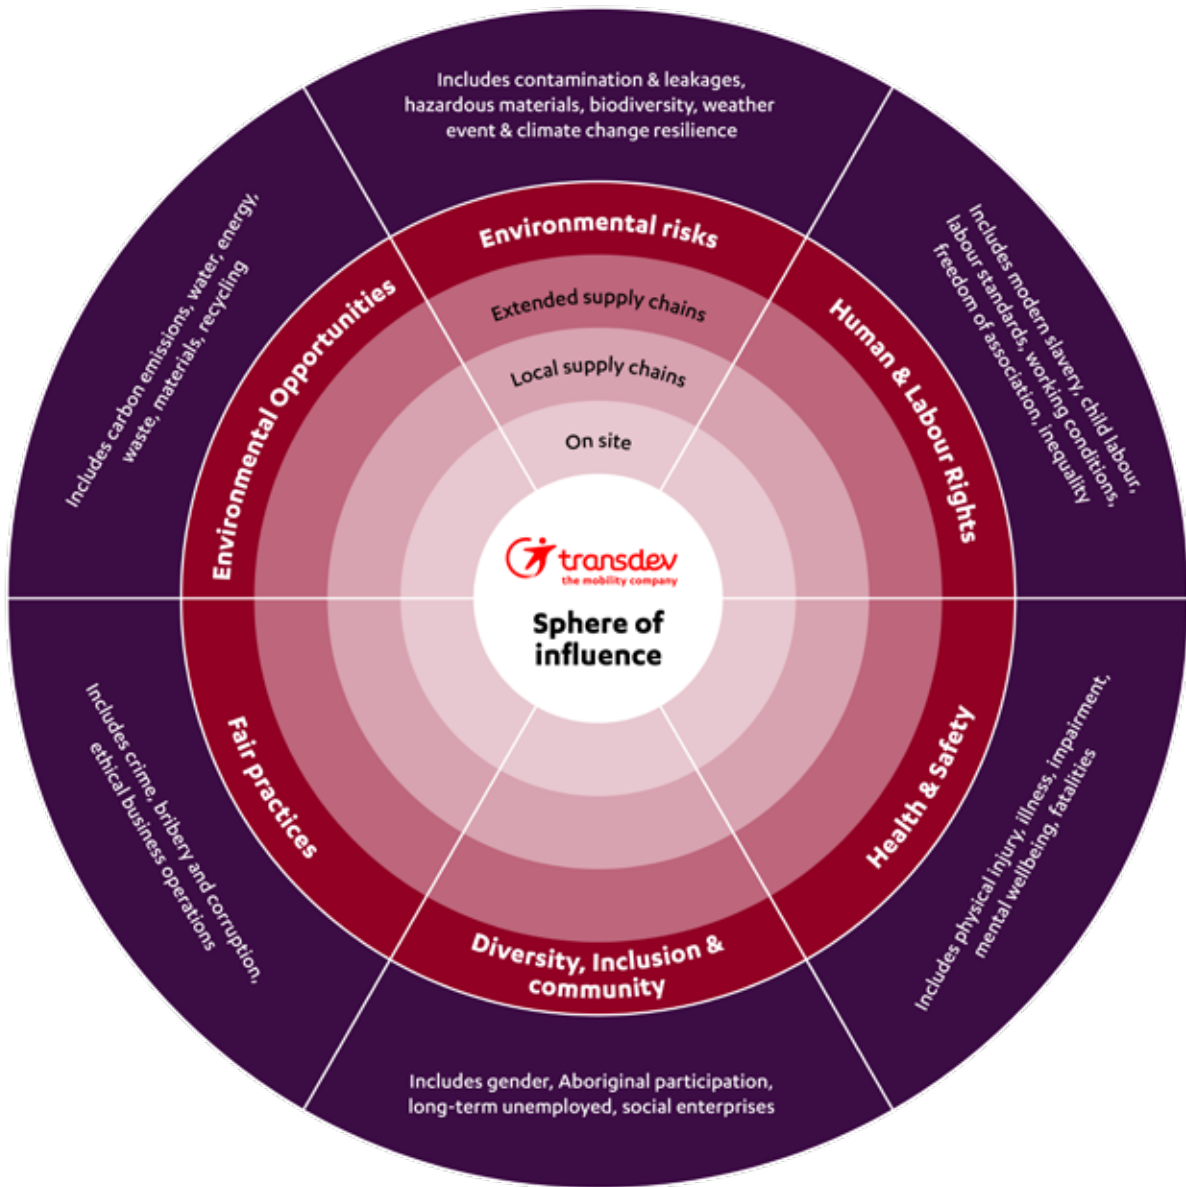 Includes contamination & leakages,
hazardous materials, biodiversity, weather
event & climate change resilience
Environmental risks
Extended supply chains
Local supply chains
On site
transdev
the mobility company
Sphere of
influence
Human & Labour Rights
Includes modern slavery, child labour,
labour standards, working conditions,
freedom of association, inequality
Health & Safety
Includes physical injury, illness, impairment,
mental wellbeing, fatalities
Diversity, Inclusion &
community
Includes gender, Aboriginal participation,
long-term unemployed, social enterprises
Fair practices
Includes crime, bribery and corruption,
ethical business operations
Environmental Opportunities
Includes carbon emissions, water, energy,
waste, materials, recycling